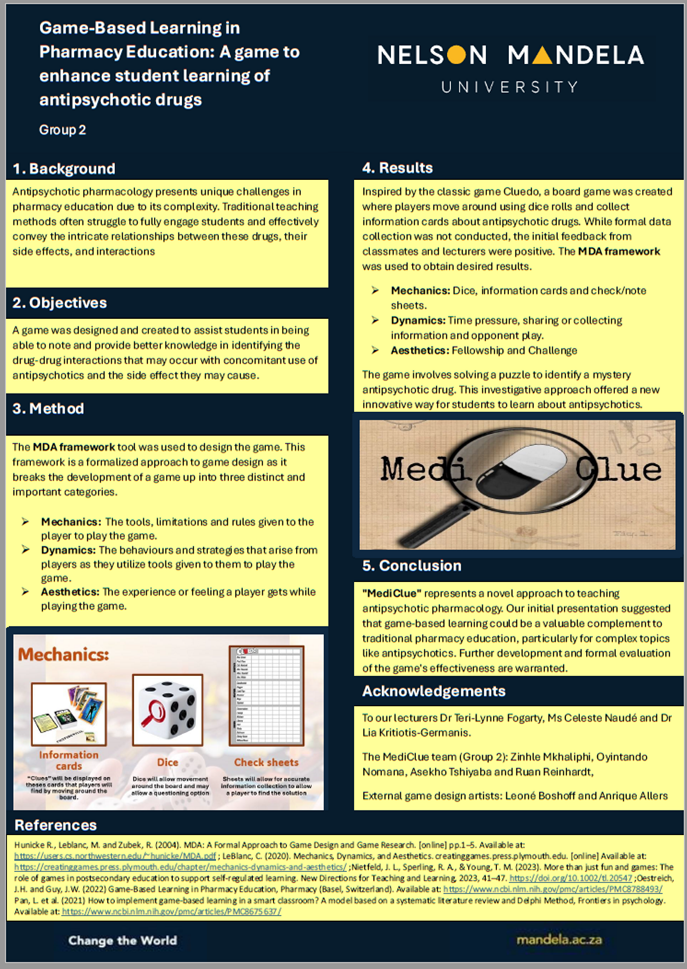 Game-Based Learning in
Pharmacy Education: A game to
enhance student learning of
antipsychotic drugs
Group 2
NELSON MANDELA
UNIVERSITY
1. Background
Antipsychotic pharmacology presents unique challenges in
pharmacy education due to its complexity. Traditional teaching
methods often struggle to fully engage students and effectively
convey the intricate relationships between these drugs, their
side effects, and interactions
2. Objectives
A game was designed and created to assist students in being
able to note and provide better knowledge in identifying the
drug-drug interactions that may occur with concomitant use of
antipsychotics and the side effect they may cause.
3. Method
The MDA framework tool was used to design the game. This
framework is a formalized approach to game design as it
breaks the development of a game up into three distinct and
important categories.
➢ Mechanics: The tools, limitations and rules given to the
player to play the game.
➢ Dynamics: The behaviours and strategies that arise from
players as they utilize tools given to them to play the
game.
➢ Aesthetics: The experience or feeling a player gets while
playing the game.
Mechanics:
Information
cards
"Clues" will be displayed on
theses cards that players will
find by moving around the
board.
Dice
Dice will allow movement
around the board and may
allow a questioning option
Check sheets
Sheets will allow for accurate
information collection to allow
a player to find the solution
4. Results
Inspired by the classic game Cluedo, a board game was created
where players move around using dice rolls and collect
information cards about antipsychotic drugs. While formal data
collection was not conducted, the initial feedback from
classmates and lecturers were positive. The MDA framework
was used to obtain desired results.
➢ Mechanics: Dice, information cards and check/note
sheets.
➢ Dynamics: Time pressure, sharing or collecting
information and opponent play.
➢ Aesthetics: Fellowship and Challenge
The game involves solving a puzzle to identify a mystery
antipsychotic drug. This investigative approach offered a new
innovative way for students to learn about antipsychotics.
Medi Clue
5. Conclusion
"MediClue" represents a novel approach to teaching
antipsychotic pharmacology. Our initial presentation suggested
that game-based learning could be a valuable complement to
traditional pharmacy education, particularly for complex topics
like antipsychotics. Further development and formal evaluation
of the game's effectiveness are warranted.
Acknowledgements
To our lecturers Dr Teri-Lynne Fogarty, Ms Celeste Naudé and Dr
Lia Kritiotis-Germanis.
The MediClue team (Group 2): Zinhle Mkhaliphi, Oyintando
Nomana, Asekho Tshiyaba and Ruan Reinhardt,
External game design artists: Leoné Boshoff and Anrique Allers
References
Hunicke R., Leblanc, M. and Zubek, R. (2004). MDA: A Formal Approach to Game Design and Game Research. [online] pp.1–5. Available at:
https://users.cs.northwestern.edu/~hunicke/MDA.pdf ; LeBlanc, C. (2020). Mechanics, Dynamics, and Aesthetics. creatinggames.press.plymouth.edu. [online] Available at:
https://creatinggames.press.plymouth.edu/chapter/mechanics-dynamics-and-aesthetics/ ;Nietfeld, J. L., Sperling, R. A., & Young, T. M. (2023). More than just fun and games: The
role of games in postsecondary education to support self-regulated learning. New Directions for Teaching and Learning, 2023, 41–47. https://doi.org/10.1002/tl.20547 ;Oestreich,
J.H. and Guy, J.W. (2022) Game-Based Learning in Pharmacy Education, Pharmacy (Basel, Switzerland). Available at: https://www.ncbi.nlm.nih.gov/pmc/articles/PMC8788493/
Pan, L. et al. (2021) How to implement game-based learning in a smart classroom? A model based on a systematic literature review and Delphi Method, Frontiers in psychology.
Available at: https://www.ncbi.nlm.nih.gov/pmc/articles/PMC8675637/
Change the World
mandela.ac.za